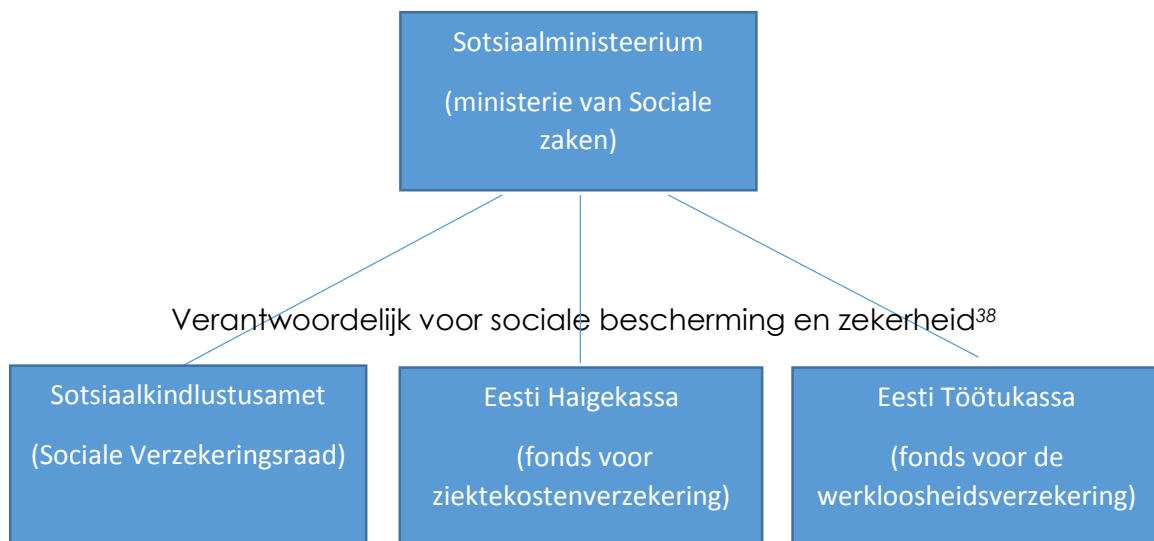 Sotsiaalministeerium
(ministerie van Sociale
zaken)
Verantwoordelijk voor sociale bescherming en zekerheid³⁸
Sotsiaalkindlustusamet
(Sociale Verzekeringsraad)
Eesti Haigekassa
(fonds voor
ziektekostenverzekering)
Eesti Töötukassa
(fonds voor de
werkloosheidsverzekering)